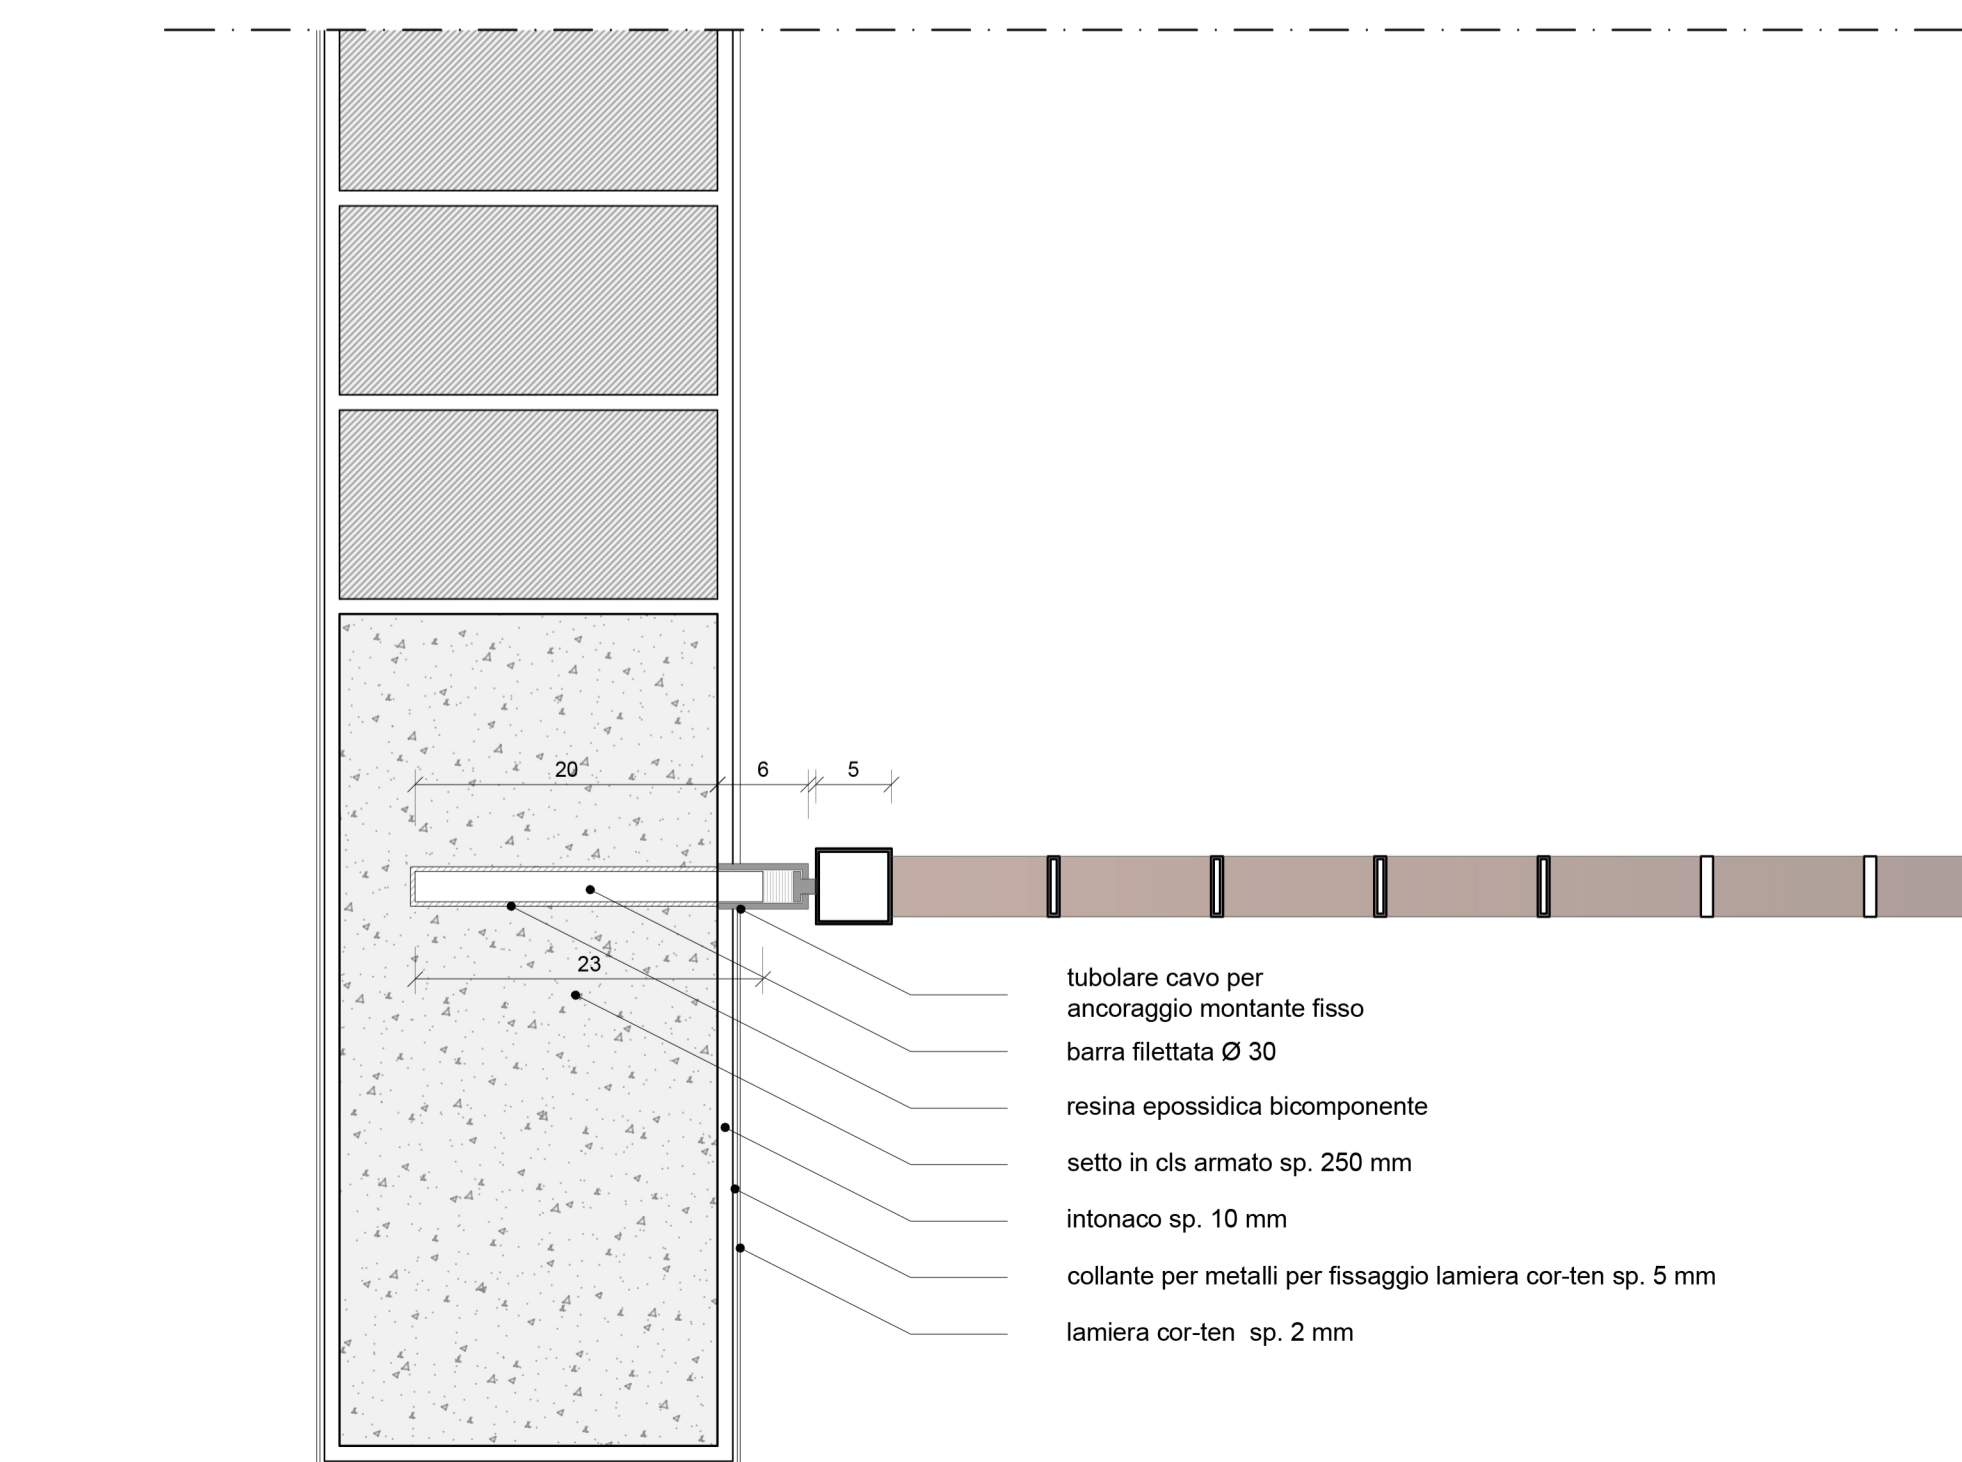 20
6
5
23
tubolare cavo per
ancoraggio montante fisso
barra filettata Ø 30
resina epossidica bicomponente
setto in cls armato sp. 250 mm
intonaco sp. 10 mm
collante per metalli per fissaggio lamiera cor-ten sp. 5 mm
lamiera cor-ten  sp. 2 mm